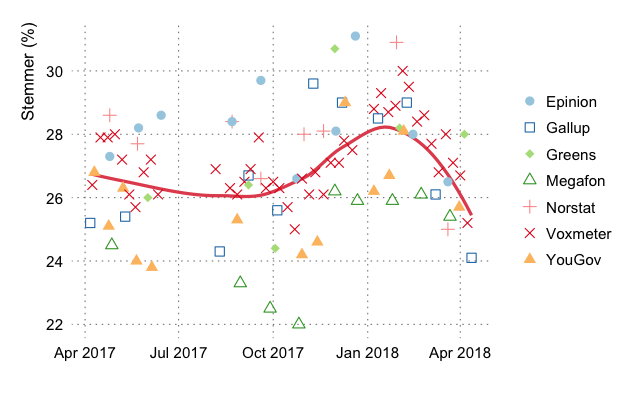 Stemmer (%)
30
28
26
24
22
Apr 2017
Jul 2017
Oct 2017
Jan 2018
Apr 2018
Epinion
Gallup
Greens
Megafon
Norstat
Voxmeter
YouGov